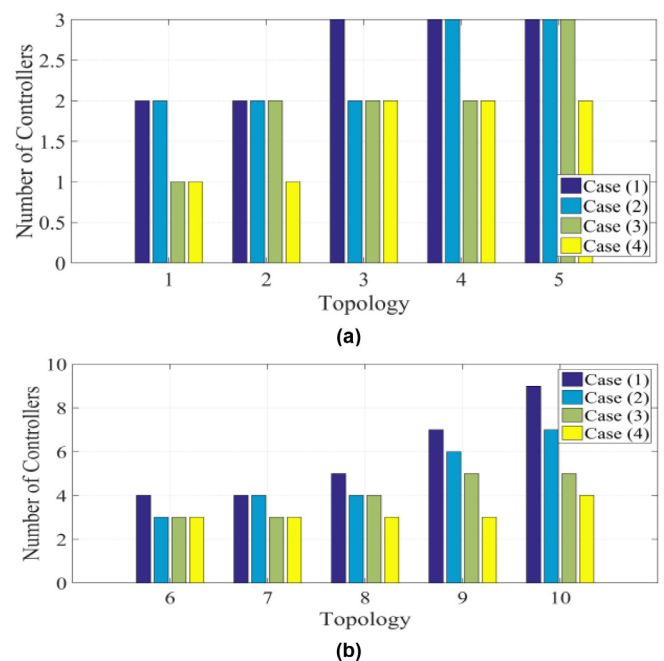 3
2.5
2
1.5
1
0.5
0
Number of Controllers
Case (1)
Case (2)
Case (3)
Case (4)
1 2 3 4 5
Topology
(a)
10
8
6
4
2
0
Number of Controllers
Case (1)
Case (2)
Case (3)
Case (4)
6 7 8 9 10
Topology
(b)